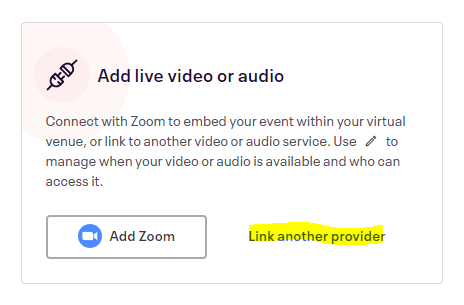 Add live video or audio
Connect with Zoom to embed your event within your virtual
venue, or link to another video or audio service. Use to
manage when your video or audio is available and who can
access it.
Add Zoom
Link another provider